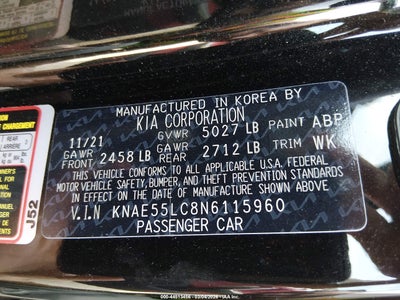 MANUFACTURED IN KOREA BY
KIA CORPORATION
11/21 GVWR 5027 LB PAINT ABP
GAWR FRONT 2458 LB GAWR REAR 2712 LB TRIM WK
THIS VEHICLE CONFORMS TO ALL APPLICABLE U.S.A. FEDERAL
MOTOR VEHICLE SAFETY, BUMPER, AND THEFT PREVENTION STANDARDS
IN EFFECT ON THE DATE OF MANUFACTURE SHOWN ABOVE.
V.I.N KNAE55LC8N6115960
PASSENGER CAR
J52
ARRIÈRE